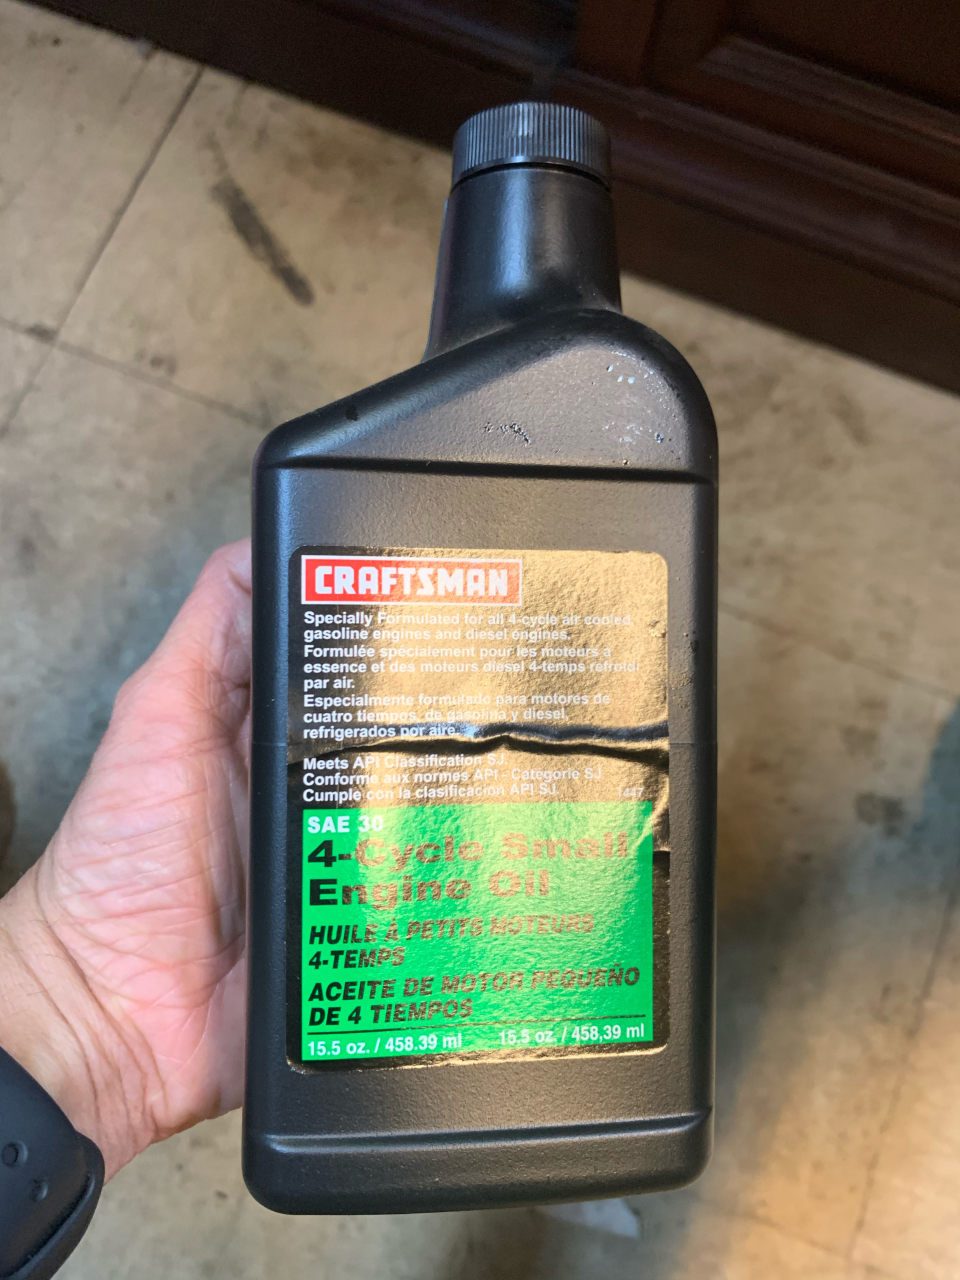 CRAFTSMAN
Specially Formulated for all 4-cycle air cooled,
gasoline engines and diesel engines.
Formulée spécialement pour les moteurs à
essence et des moteurs diesel 4-temps refroidi
par air.
Especialmente formulado para motores de
cuatro tiempos, de gasolina y diesel,
refrigerados por aire.
Meets API Classification SJ.
Conforme aux normes API - Catégorie SJ.
Cumple con la clasificación API SJ.
1447
SAE 30
4-Cycle Small
Engine Oil
HUILE À PETITS MOTEURS
4-TEMPS
ACEITE DE MOTOR PEQUEÑO
DE 4 TIEMPOS
15.5 oz. / 458.39 ml 15.5 oz. / 458,39 ml